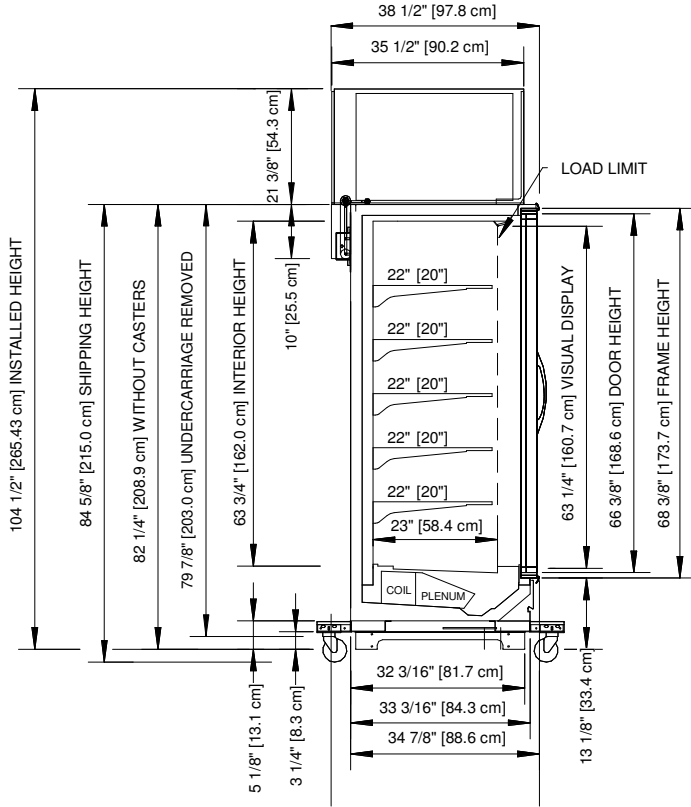 38 1/2" [97.8 cm]
35 1/2" [90.2 cm]
21 3/8" [54.3 cm]
LOAD LIMIT
10" [25.5 cm]
104 1/2" [265.43 cm] INSTALLED HEIGHT
84 5/8" [215.0 cm] SHIPPING HEIGHT
82 1/4" [208.9 cm] WITHOUT CASTERS
79 7/8" [203.0 cm] UNDERCARRIAGE REMOVED
63 3/4" [162.0 cm] INTERIOR HEIGHT
22" [20"]
22" [20"]
22" [20"]
22" [20"]
22" [20"]
23" [58.4 cm]
63 1/4" [160.7 cm] VISUAL DISPLAY
66 3/8" [168.6 cm] DOOR HEIGHT
68 3/8" [173.7 cm] FRAME HEIGHT
COIL
PLENUM
5 1/8" [13.1 cm]
3 1/4" [8.3 cm]
32 3/16" [81.7 cm]
33 3/16" [84.3 cm]
34 7/8" [88.6 cm]
13 1/8" [33.4 cm]